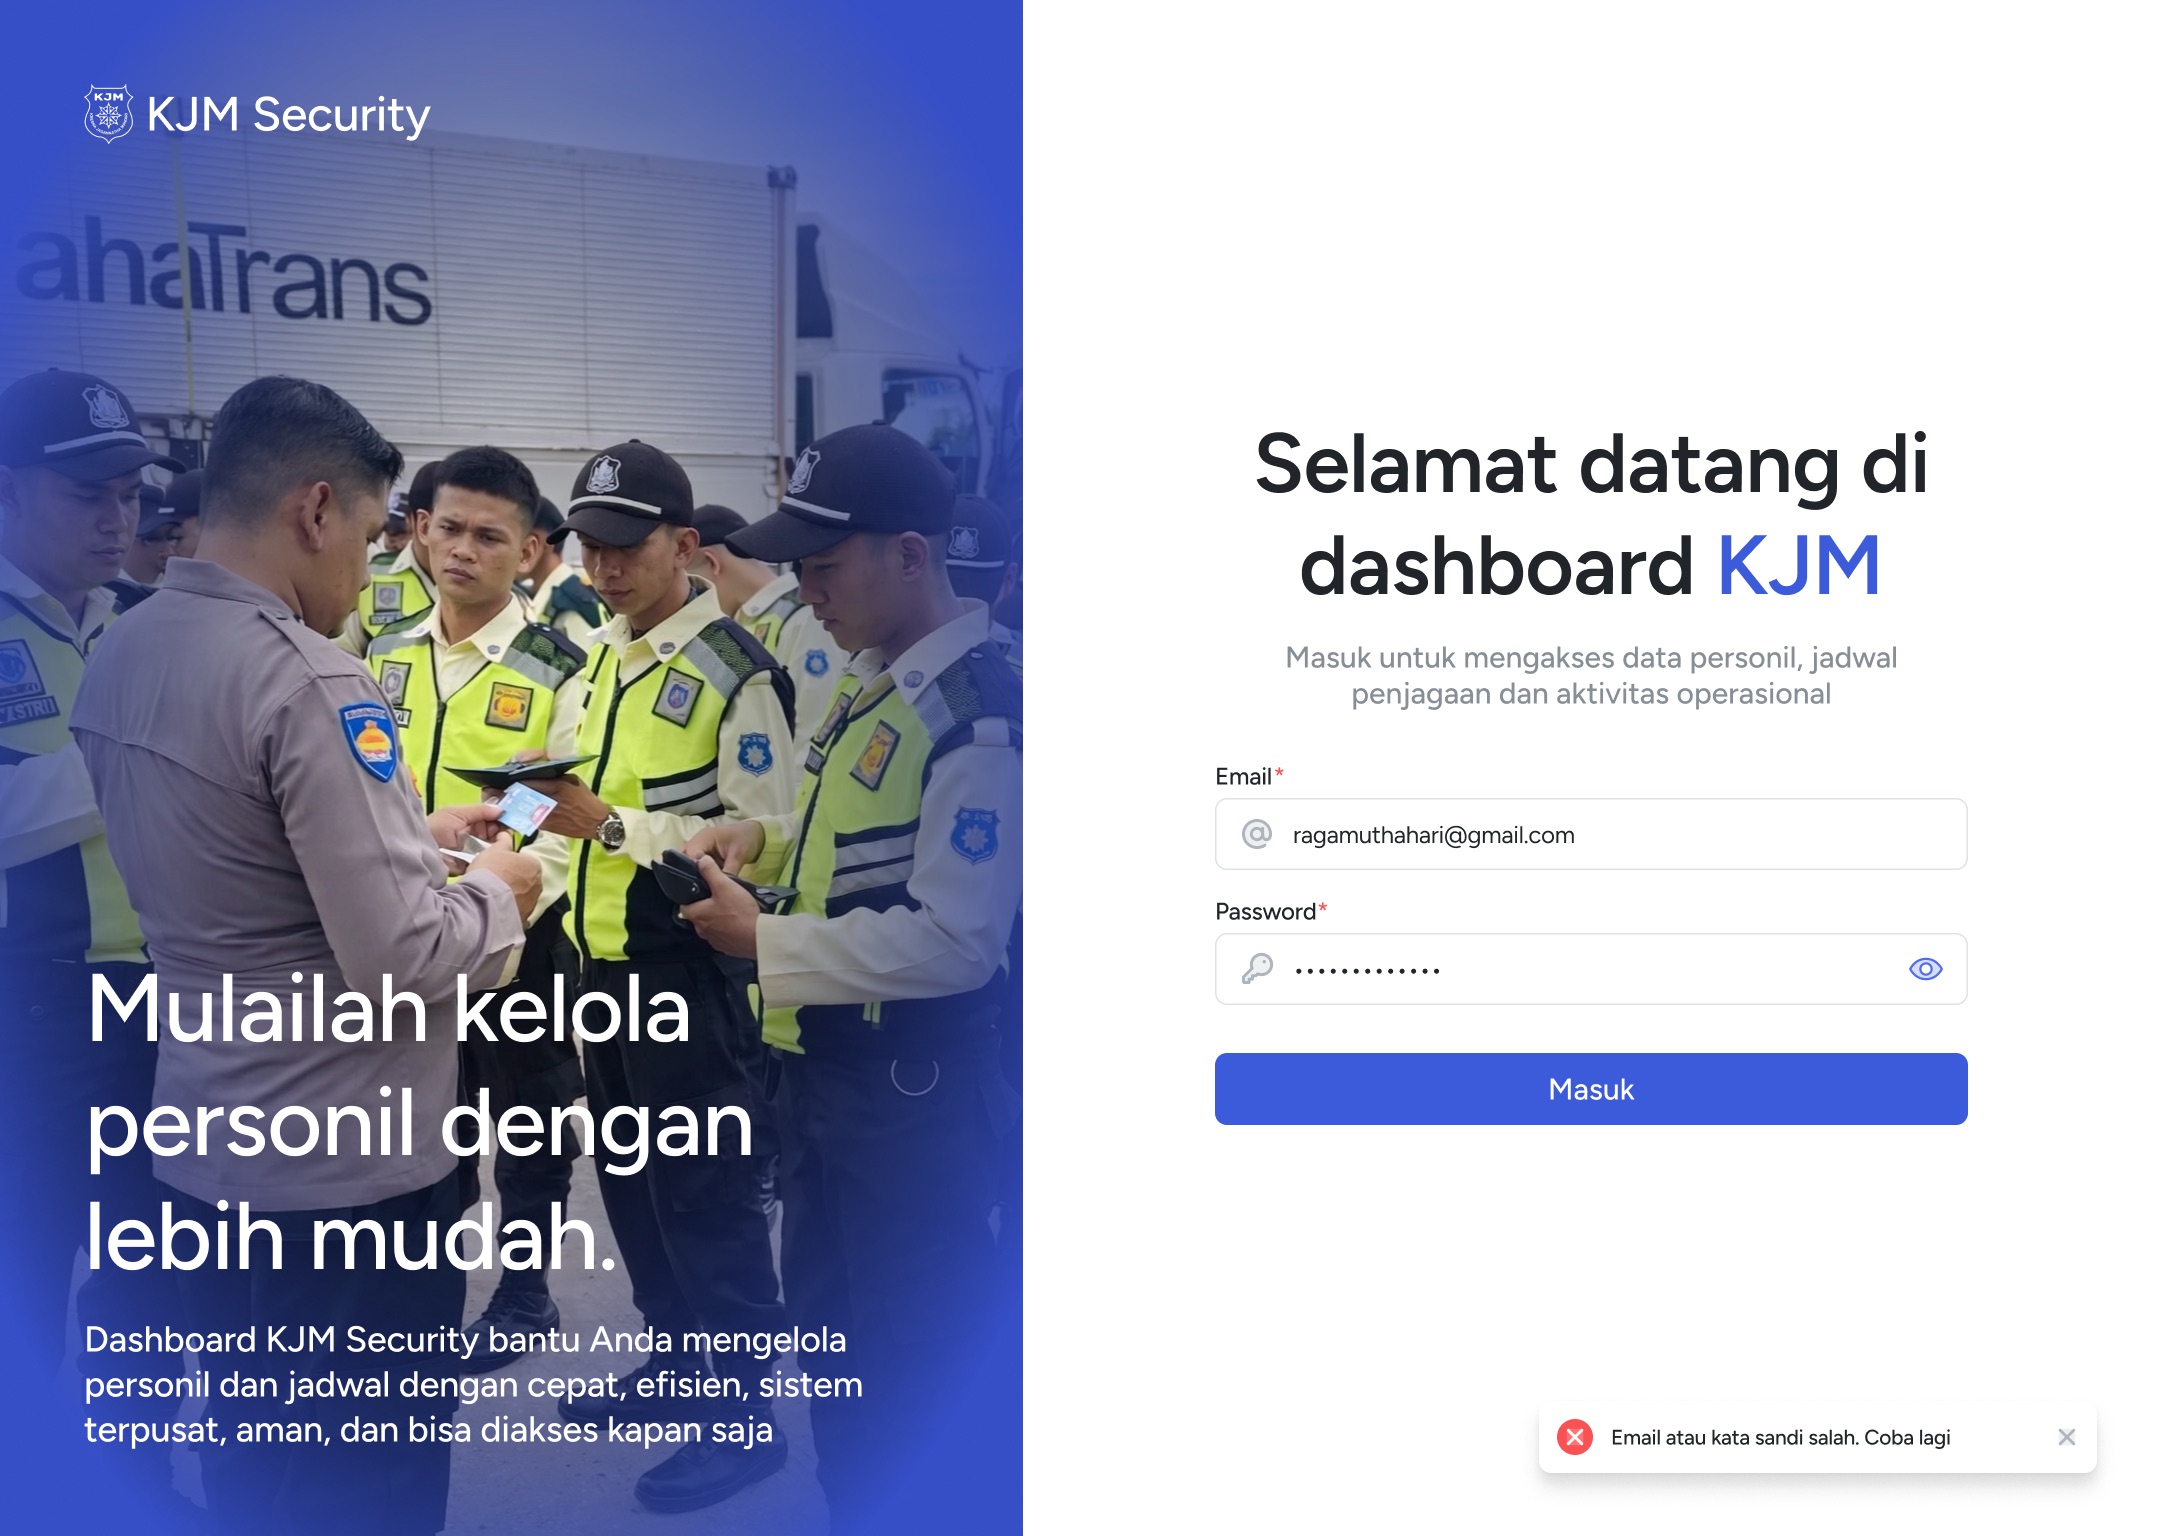 KJM
KJM Security
ahaTrans
Mulailah kelola
personil dengan
lebih mudah.
Dashboard KJM Security bantu Anda mengelola
personil dan jadwal dengan cepat, efisien, sistem
terpusat, aman, dan bisa diakses kapan saja
Selamat datang di
dashboard KJM
Masuk untuk mengakses data personil, jadwal
penjagaan dan aktivitas operasional
Email*
ragamuthahari@gmail.com
Password*
•••••••••••••
Masuk
Email atau kata sandi salah. Coba lagi